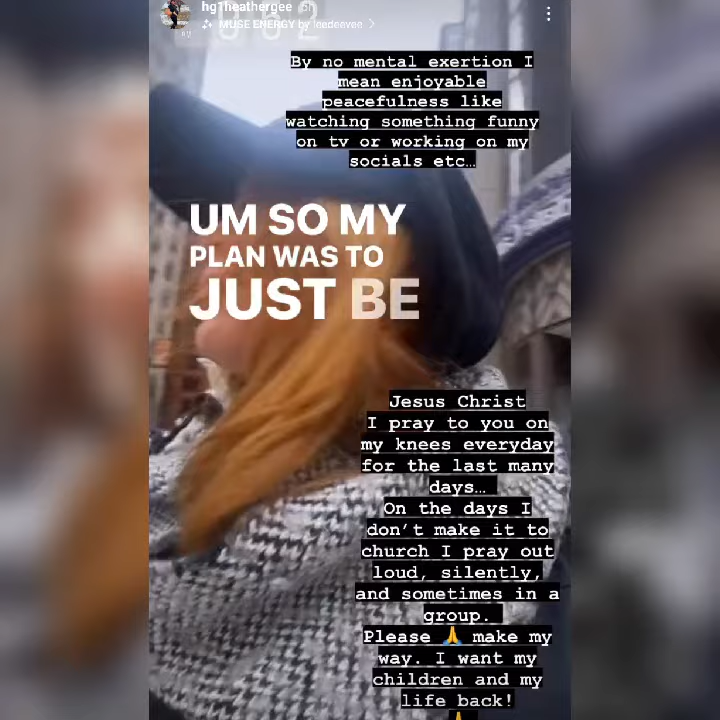 hg1heathergee 5h
MUSE ENERGY by inedeevee >
By no mental exertion I
mean enjoyable
peacefulness like
watching something funny
on tv or working on my
socials etc…
UM SO MY
PLAN WAS TO
JUST BE
Jesus Christ
I pray to you on
my knees everyday
for the last many
days…
On the days I
don’t make it to
church I pray out
loud, silently,
and sometimes in a
group.
Please 🙏 make my
way. I want my
children and my
life back!